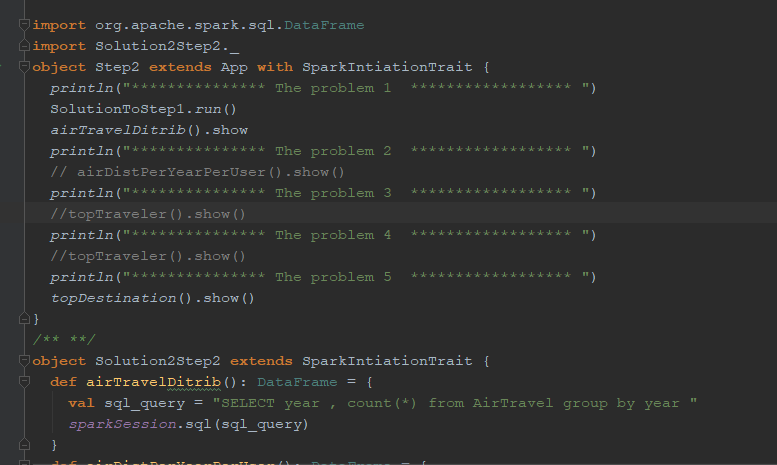 import org.apache.spark.sql.DataFrame
import Solution2Step2._
object Step2 extends App with SparkIntiationTrait {
println("*************** The problem 1  ****************** ")
SolutionToStep1.run()
airTravelDitrib().show
println("*************** The problem 2  ****************** ")
// airDistPerYearPerUser().show()
println("*************** The problem 3  ****************** ")
//topTraveler().show()
println("*************** The problem 4  ****************** ")
//topTraveler().show()
println("*************** The problem 5  ****************** ")
topDestination().show()
}
/** **/
object Solution2Step2 extends SparkIntiationTrait {
def airTravelDitrib(): DataFrame = {
val sql_query = "SELECT year , count(*) from AirTravel group by year "
sparkSession.sql(sql_query)
}
def airDistPerYearPerUser(): DataFrame = {